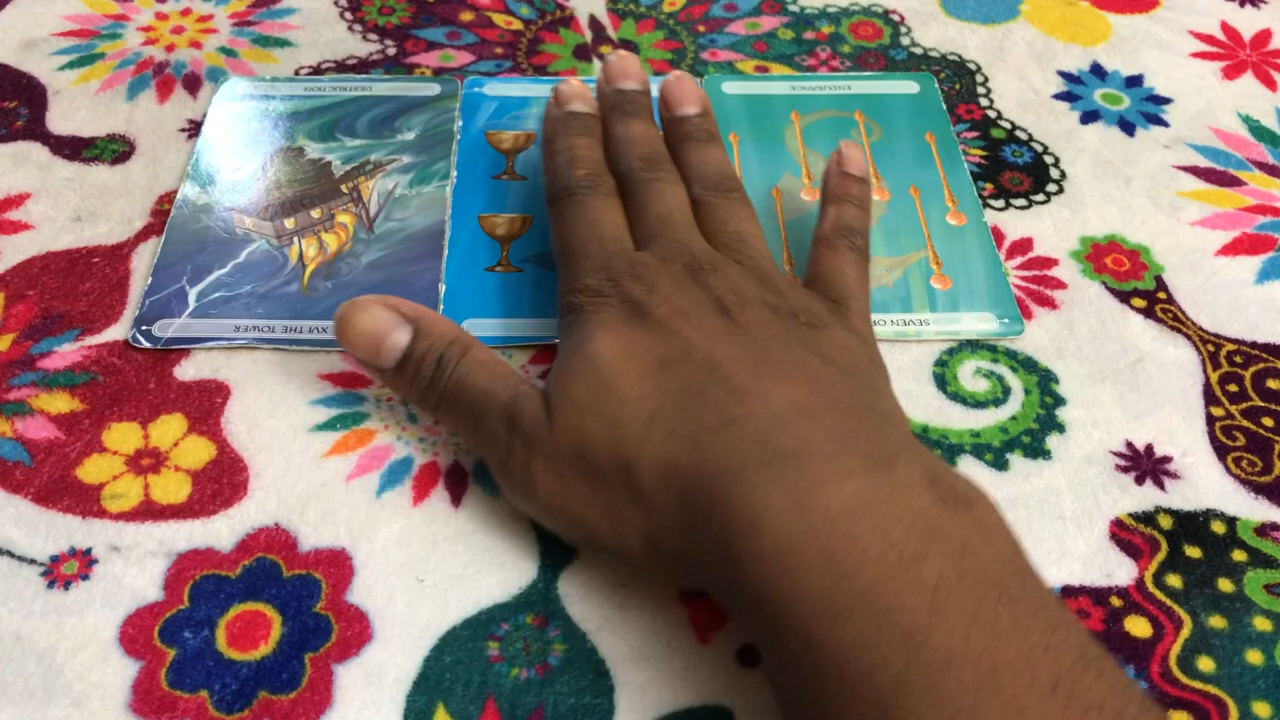 DESTRUCTION
ENDURANCE
XVI THE TOWER
SEVEN OF